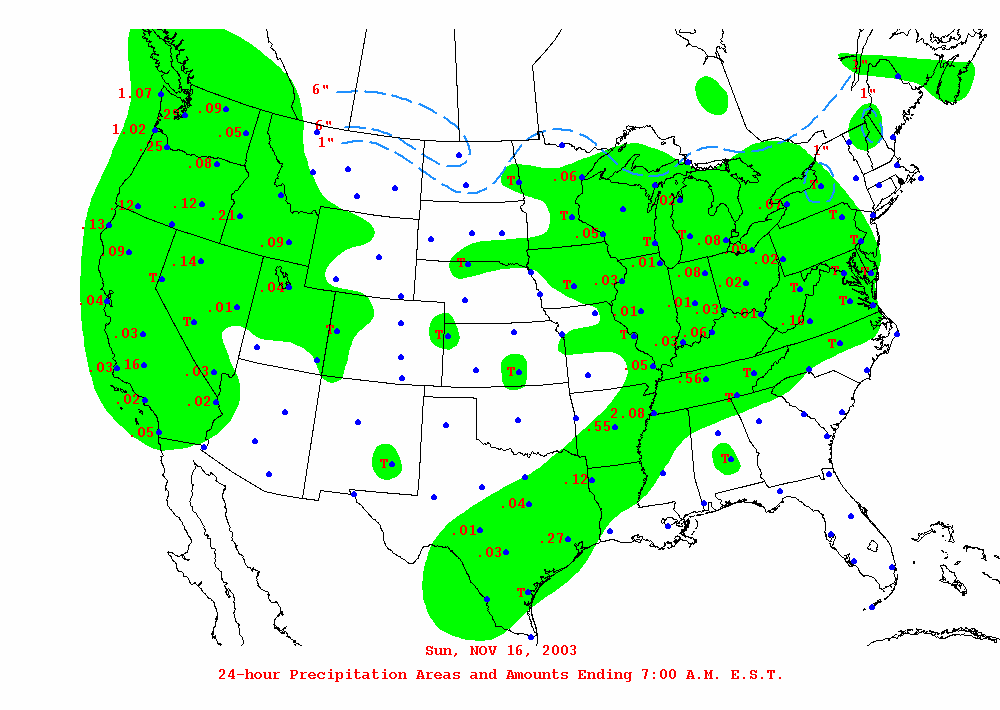 1"
6"
1.07
1"
.09
.25
6"
1.02
.05
1"
.25
1"
.08
.06
T
T
.02
.12
.12
.07
.21
T
T
.13
.05
T
.08
T
.09
T
.09
.09
.14
T
.01
.02
T
.08
T
T
.04
T
.03
.02
.04
.01
.01
.01
.03
T
.01
T
.10
T
.03
T
T
.06
.03
T
.16
.03
.03
T
.05
.56
T
.02
.02
T
2.08
.05
.55
T
T
.12
.04
.01
.27
.03
T
Sun, NOV 16, 2003
24-hour Precipitation Areas and Amounts Ending 7:00 A.M. E.S.T.